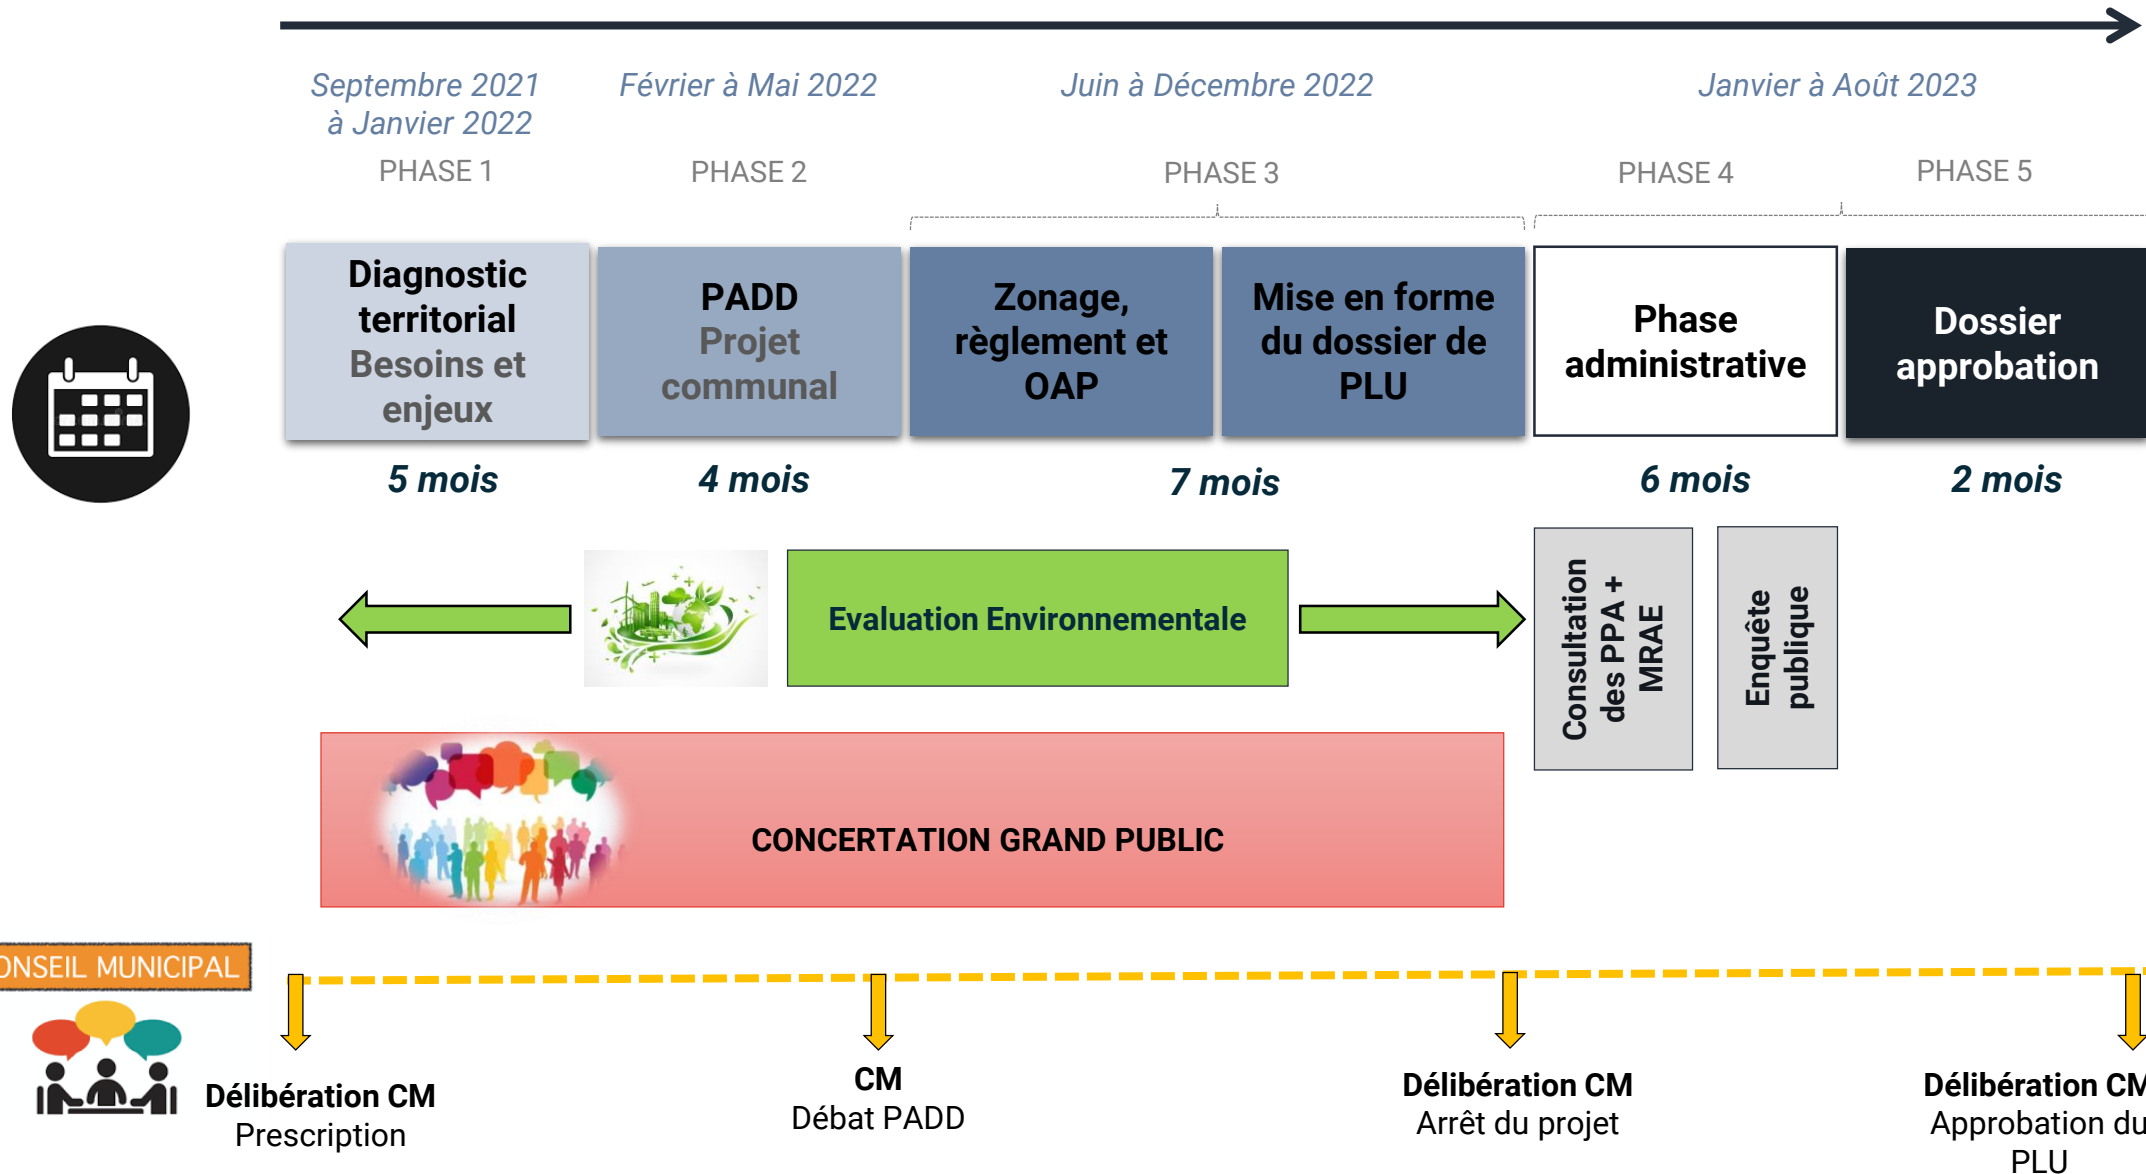 Septembre 2021
à Janvier 2022
Février à Mai 2022
Juin à Décembre 2022
Janvier à Août 2023
PHASE 1
PHASE 2
PHASE 3
PHASE 4
PHASE 5
Diagnostic
territorial
Besoins et
enjeux
PADD
Projet
communal
Zonage,
règlement et
OAP
Mise en forme
du dossier de
PLU
Phase
administrative
Dossier
approbation
5 mois
4 mois
7 mois
6 mois
2 mois
Evaluation Environnementale
Consultation
des PPA +
MRAE
Enquête
publique
CONCERTATION GRAND PUBLIC
ONSEIL MUNICIPAL
Délibération CM
Prescription
CM
Débat PADD
Délibération CM
Arrêt du projet
Délibération CM
Approbation du
PLU